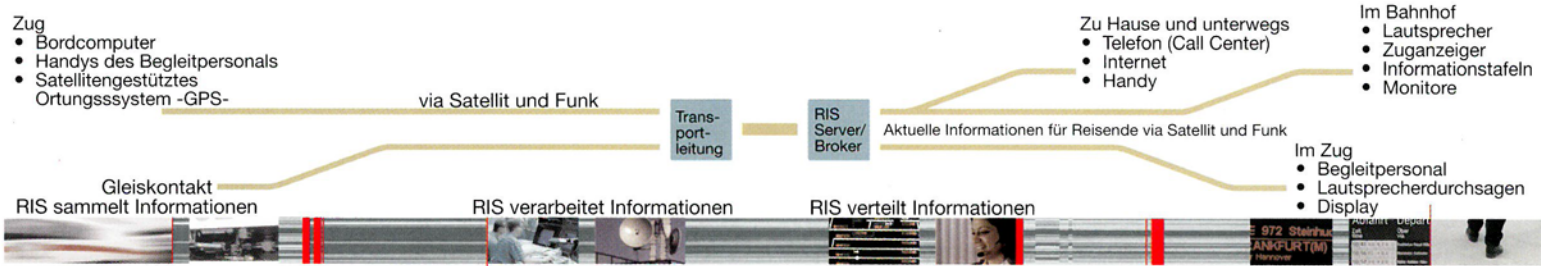 Zug
• Bordcomputer
• Handys des Begleitpersonals
• Satellitengestütztes
Ortungsssystem -GPS-
via Satellit und Funk
Gleiskontakt
RIS sammelt Informationen
Trans-
port-
leitung
RIS verarbeitet Informationen
RIS
Server/
Broker
Zu Hause und unterwegs
• Telefon (Call Center)
• Internet
• Handy
Im Bahnhof
• Lautsprecher
• Zuganzeiger
• Informationstafeln
• Monitore
Aktuelle Informationen für Reisende via Satellit und Funk
Im Zug
• Begleitpersonal
• Lautsprecherdurchsagen
• Display
RIS verteilt Informationen
E 972 Steinhu
ANKFURT(M)
r Hannover
Abfahrt Depart